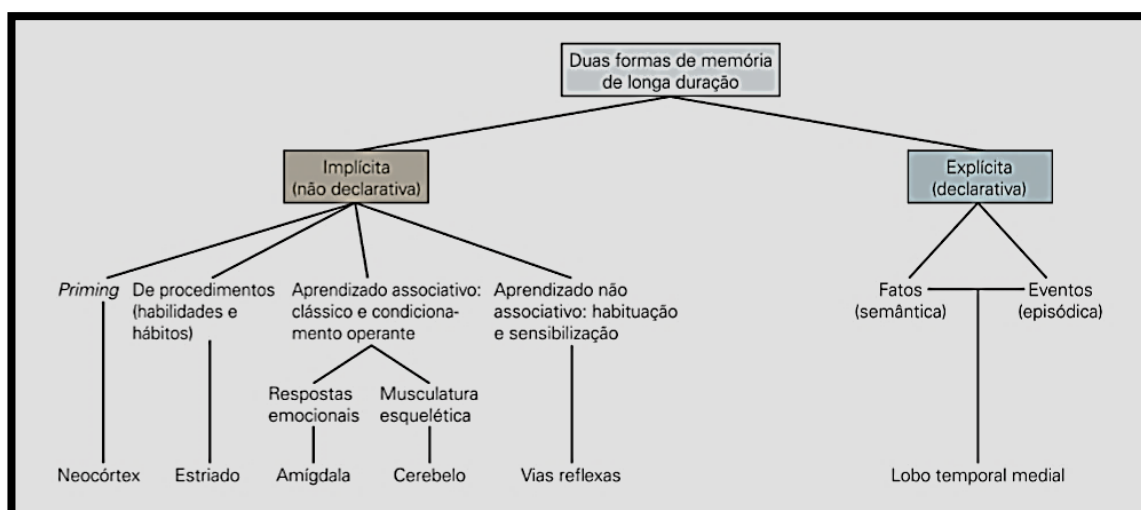 Duas formas de memória
de longa duração
Implícita
(não declarativa)
Explícita
(declarativa)
Priming
De procedimentos
(habilidades e
hábitos)
Aprendizado associativo:
clássico e condiciona-
mento operante
Aprendizado não
associativo: habituação
e sensibilização
Fatos
(semântica)
Eventos
(episódica)
Respostas
emocionais
Musculatura
esquelética
Neocórtex
Estriado
Amígdala
Cerebelo
Vias reflexas
Lobo temporal medial